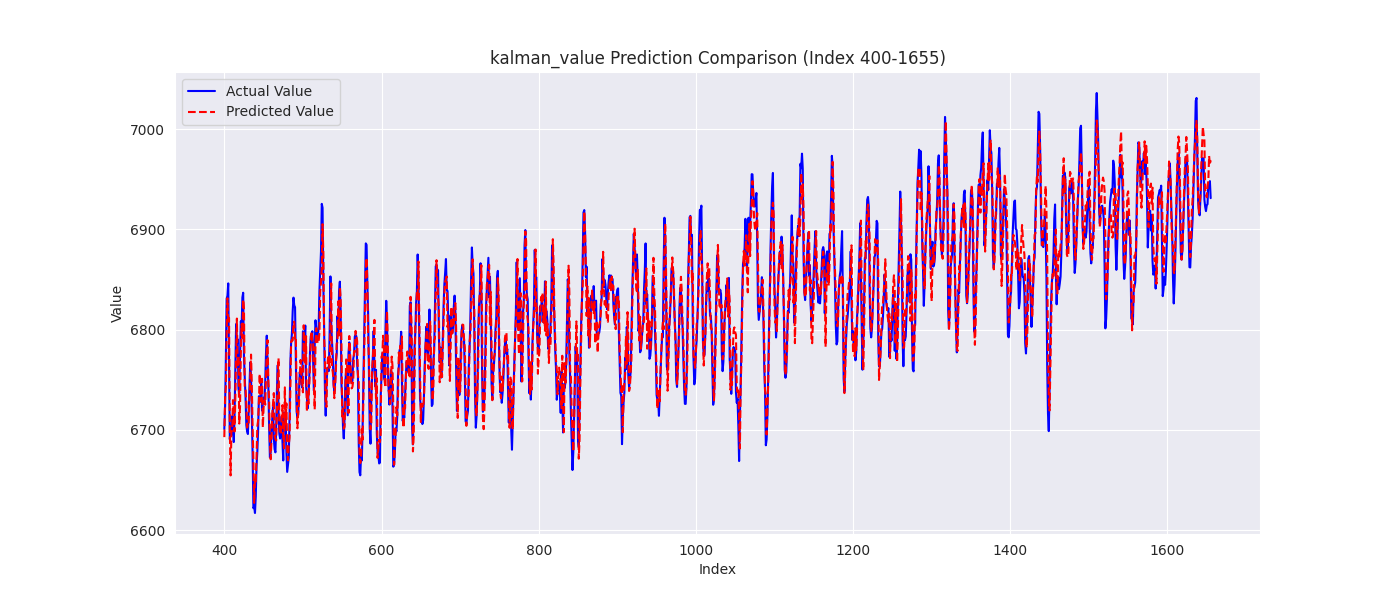 kalman_value Prediction Comparison (Index 400-1655)
Actual Value
Predicted Value
7000
6900
6800
6700
6600
Value
400 600 800 1000 1200 1400 1600
Index